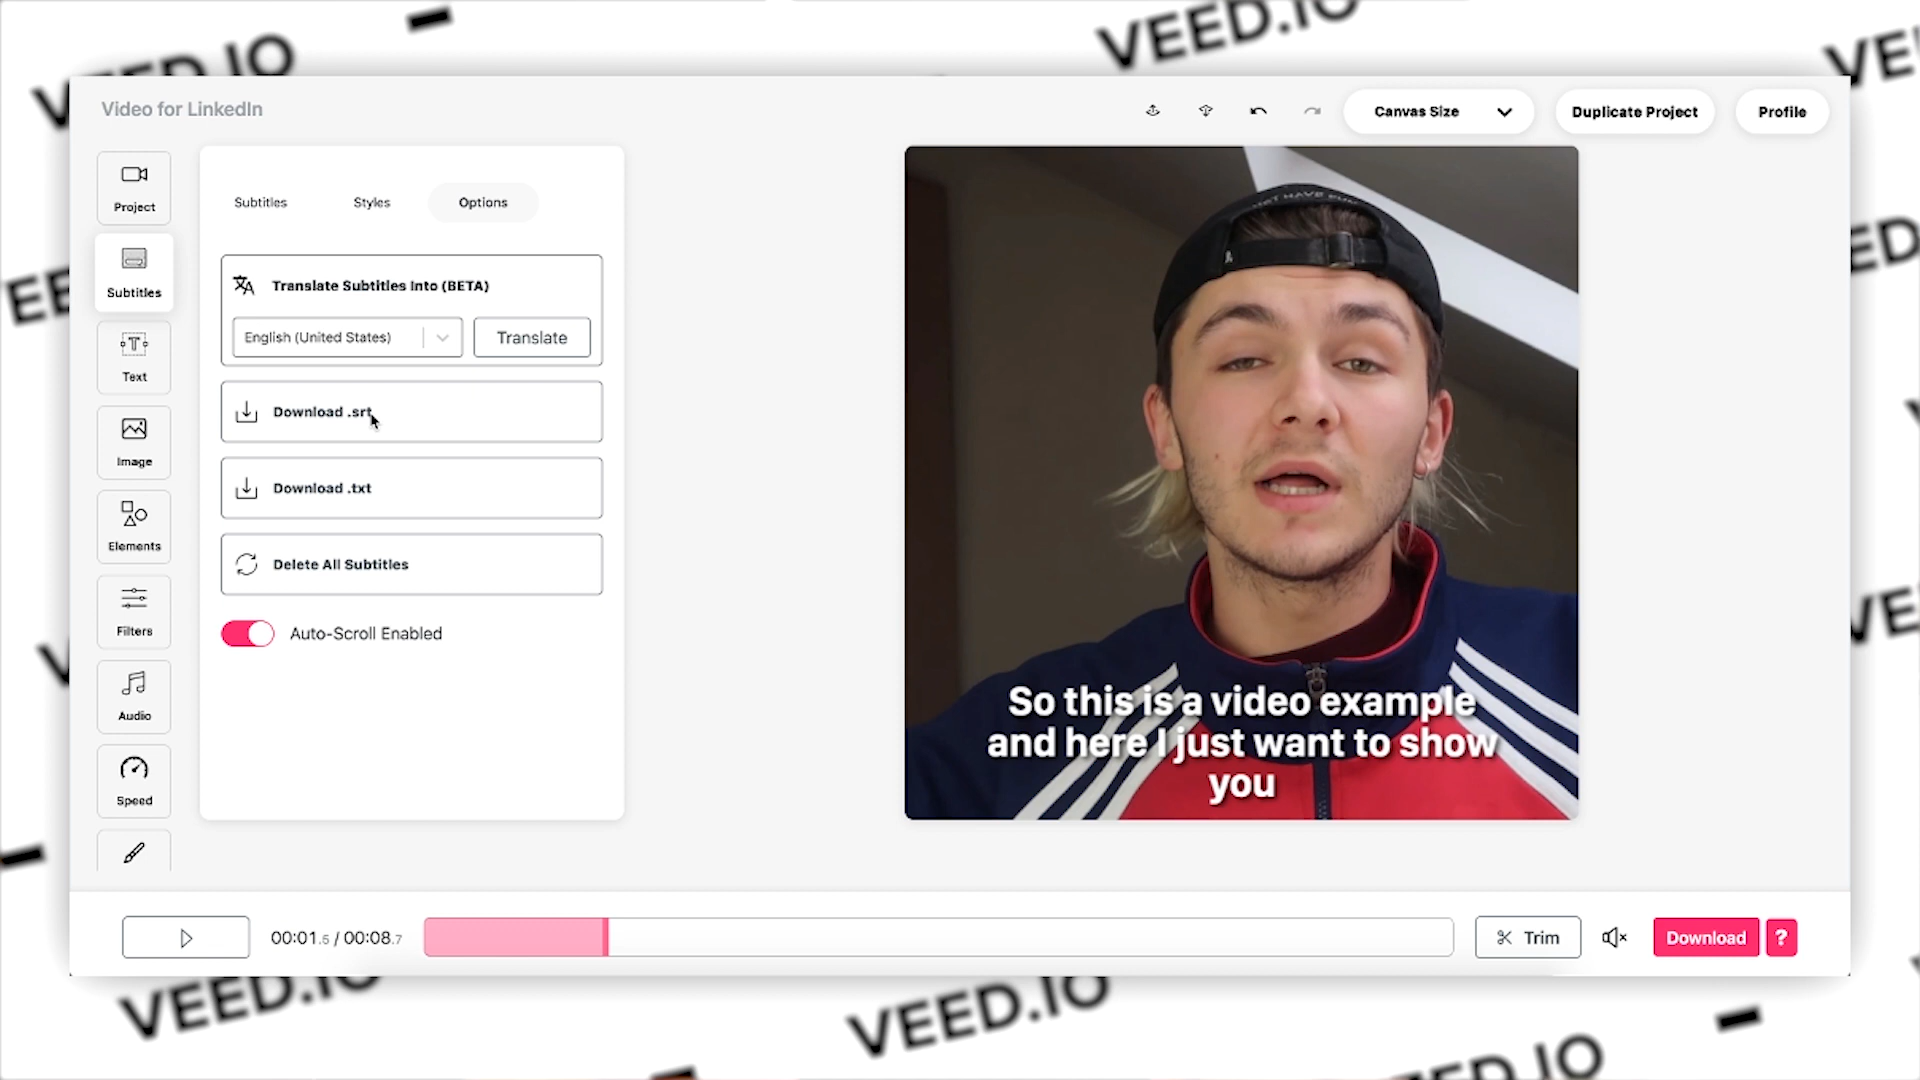 VEED.IO
VEED.IO
Video for LinkedIn
Canvas Size
Duplicate Project
Profile
Project
Subtitles
Text
Image
Elements
Filters
Audio
Speed
Subtitles
Styles
Options
Translate Subtitles Into (BETA)
English (United States)
Translate
Download .srt
Download .txt
Delete All Subtitles
Auto-Scroll Enabled
So this is a video example
and here I just want to show
you
00:01.5 / 00:08.7
Trim
Download
?
VEED.IO
VEED.IO